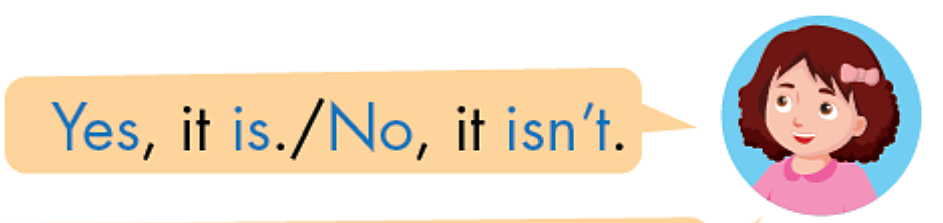 Yes, it is./No, it isn't.